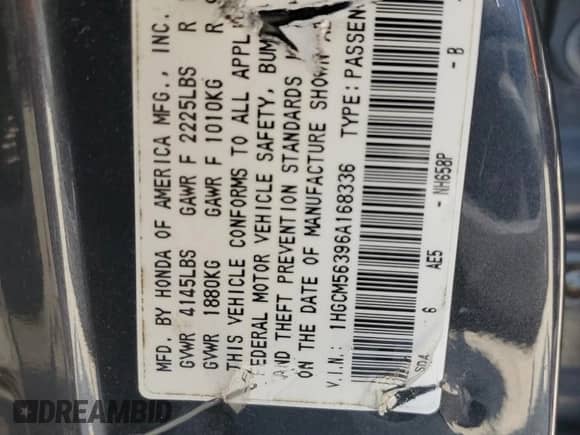 MFD. BY HONDA OF AMERICA MFG., INC.
GVWR 4145LBS GAWR F 2225LBS R
GVWR 1880KG GAWR F 1010KG R
THIS VEHICLE CONFORMS TO ALL APPL
FEDERAL MOTOR VEHICLE SAFETY, BUM
AND THEFT PREVENTION STANDARDS
ON THE DATE OF MANUFACTURE SHOWN
V.I.N.: 1HGCM56396A168336 TYPE: PASSEN
6 AE5 - NH658P - B
SDA
DREAMBID